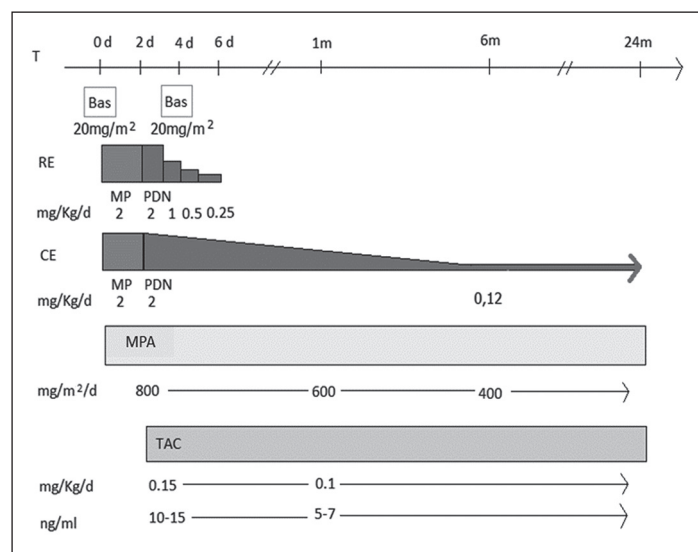 0 d 2 d 4 d 6 d 1m 6m 24m
T
Bas Bas
20mg/m² 20mg/m²
RE
MP PDN
mg/Kg/d 2 2 1 0.5 0.25
CE
MP PDN
mg/Kg/d 2 2 0,12
MPA
mg/m²/d 800 600 400
TAC
mg/Kg/d 0.15 0.1
ng/ml 10-15 5-7